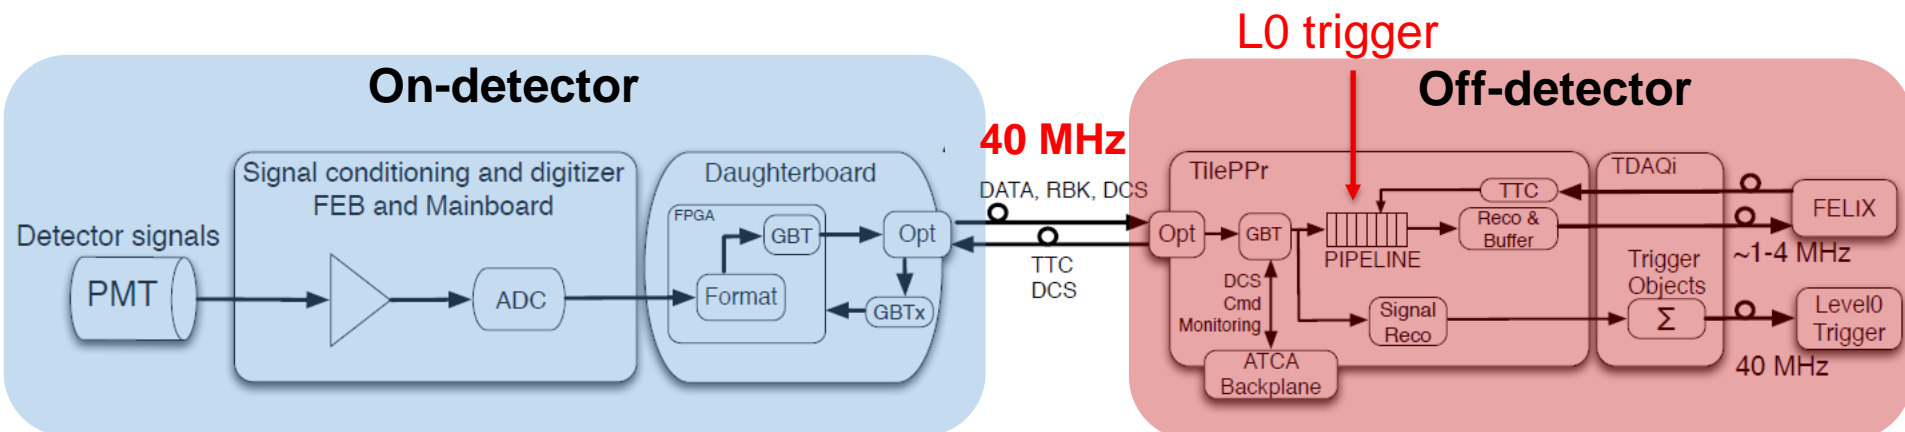 L0 trigger
On-detector
Off-detector
40 MHz
Signal conditioning and digitizer
FEB and Mainboard
Daughterboard
DATA, RBK, DCS
TilePPr
TDAQi
TTC
FELIX
FPGA
GBT
Opt
Opt
GBT
Reco &
Buffer
Detector signals
PIPELINE
~1-4 MHz
PMT
ADC
Format
GBTx
TTC
DCS
DCS
Cmd
Monitoring
Signal
Reco
Trigger
Objects
Σ
Level0
Trigger
ATCA
Backplane
40 MHz